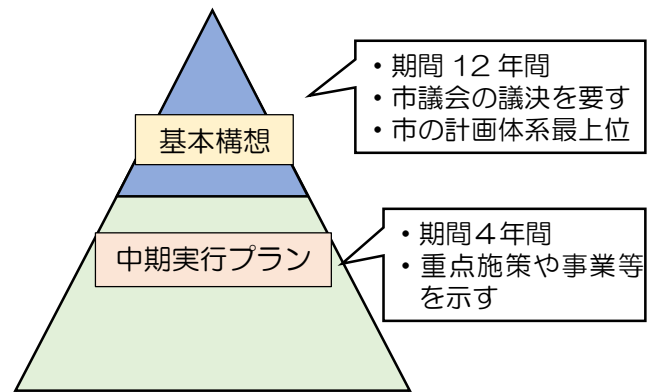 ・期間 12 年間
・市議会の議決を要す
・市の計画体系最上位
基本構想
・期間４年間
・重点施策や事業等
を示す
中期実行プラン